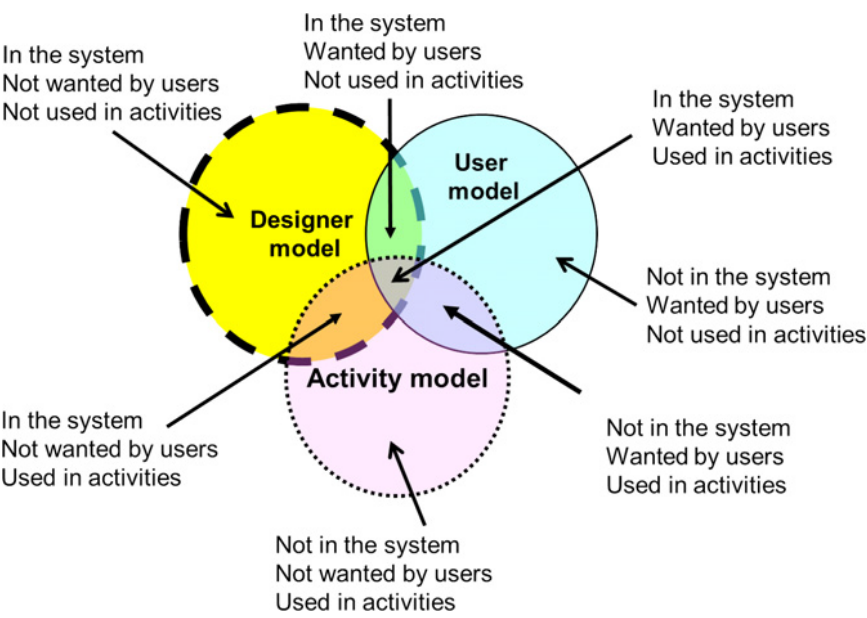 In the system
Wanted by users
Not used in activities
In the system
Not wanted by users
Not used in activities
In the system
Wanted by users
Used in activities
User
model
Designer
model
Not in the system
Wanted by users
Not used in activities
Activity model
In the system
Not wanted by users
Used in activities
Not in the system
Wanted by users
Used in activities
Not in the system
Not wanted by users
Used in activities